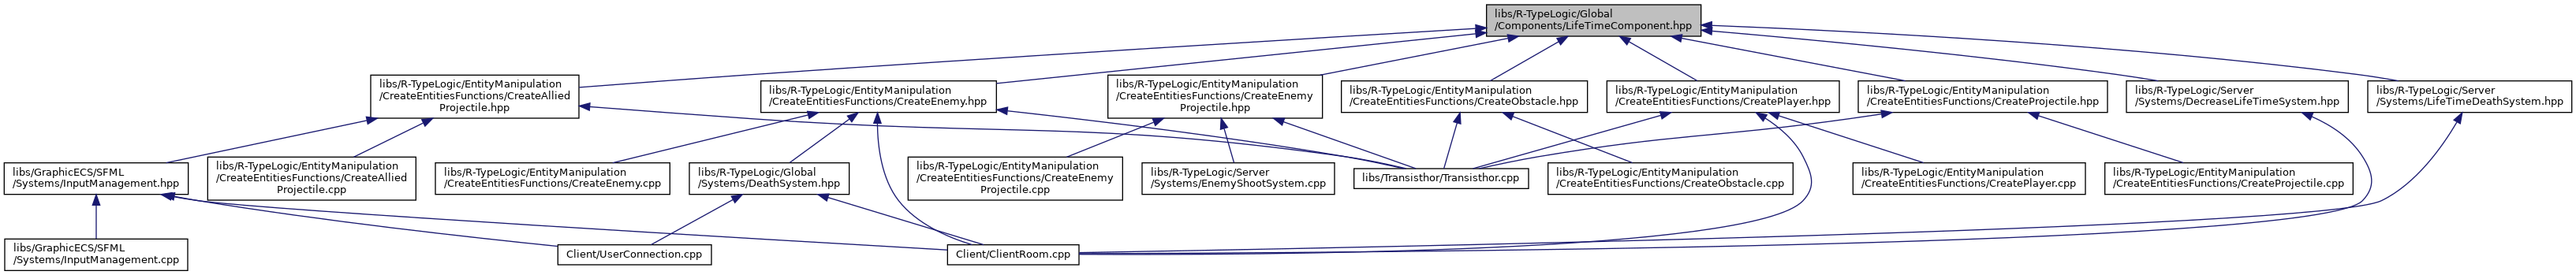 libs/R-TypeLogic/Global
/Components/LifeTimeComponent.hpp
libs/R-TypeLogic/EntityManipulation
/CreateEntitiesFunctions/CreateAllied
Projectile.hpp
libs/R-TypeLogic/EntityManipulation
/CreateEntitiesFunctions/CreateEnemy.hpp
libs/R-TypeLogic/EntityManipulation
/CreateEntitiesFunctions/CreateEnemy
Projectile.hpp
libs/R-TypeLogic/EntityManipulation
/CreateEntitiesFunctions/CreateObstacle.hpp
libs/R-TypeLogic/EntityManipulation
/CreateEntitiesFunctions/CreatePlayer.hpp
libs/R-TypeLogic/EntityManipulation
/CreateEntitiesFunctions/CreateProjectile.hpp
libs/R-TypeLogic/Server
/Systems/DecreaseLifeTimeSystem.hpp
libs/R-TypeLogic/Server
/Systems/LifeTimeDeathSystem.hpp
libs/GraphicECS/SFML
/Systems/InputManagement.hpp
libs/R-TypeLogic/EntityManipulation
/CreateEntitiesFunctions/CreateAllied
Projectile.cpp
libs/R-TypeLogic/EntityManipulation
/CreateEntitiesFunctions/CreateEnemy.cpp
libs/R-TypeLogic/Global
/Systems/DeathSystem.hpp
libs/R-TypeLogic/EntityManipulation
/CreateEntitiesFunctions/CreateEnemy
Projectile.cpp
libs/R-TypeLogic/Server
/Systems/EnemyShootSystem.cpp
libs/Transisthor/Transisthor.cpp
libs/R-TypeLogic/EntityManipulation
/CreateEntitiesFunctions/CreateObstacle.cpp
libs/R-TypeLogic/EntityManipulation
/CreateEntitiesFunctions/CreatePlayer.cpp
libs/R-TypeLogic/EntityManipulation
/CreateEntitiesFunctions/CreateProjectile.cpp
libs/GraphicECS/SFML
/Systems/InputManagement.cpp
Client/UserConnection.cpp
Client/ClientRoom.cpp